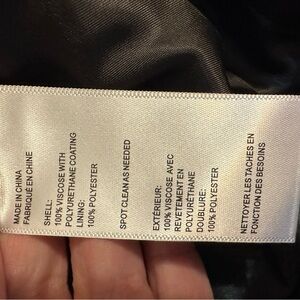 MADE IN CHINA
FABRIQUÉ EN CHINE
SHELL:
100% VISCOSE WITH
POLYURETHANE COATING
LINING:
100% POLYESTER
SPOT CLEAN AS NEEDED
EXTÉRIEUR:
100% VISCOSE AVEC
REVETEMENT EN
POLYURÉTHANE
DOUBLURE:
100% POLYESTER
NETTOYER LES TACHES EN
FONCTION DES BESOINS